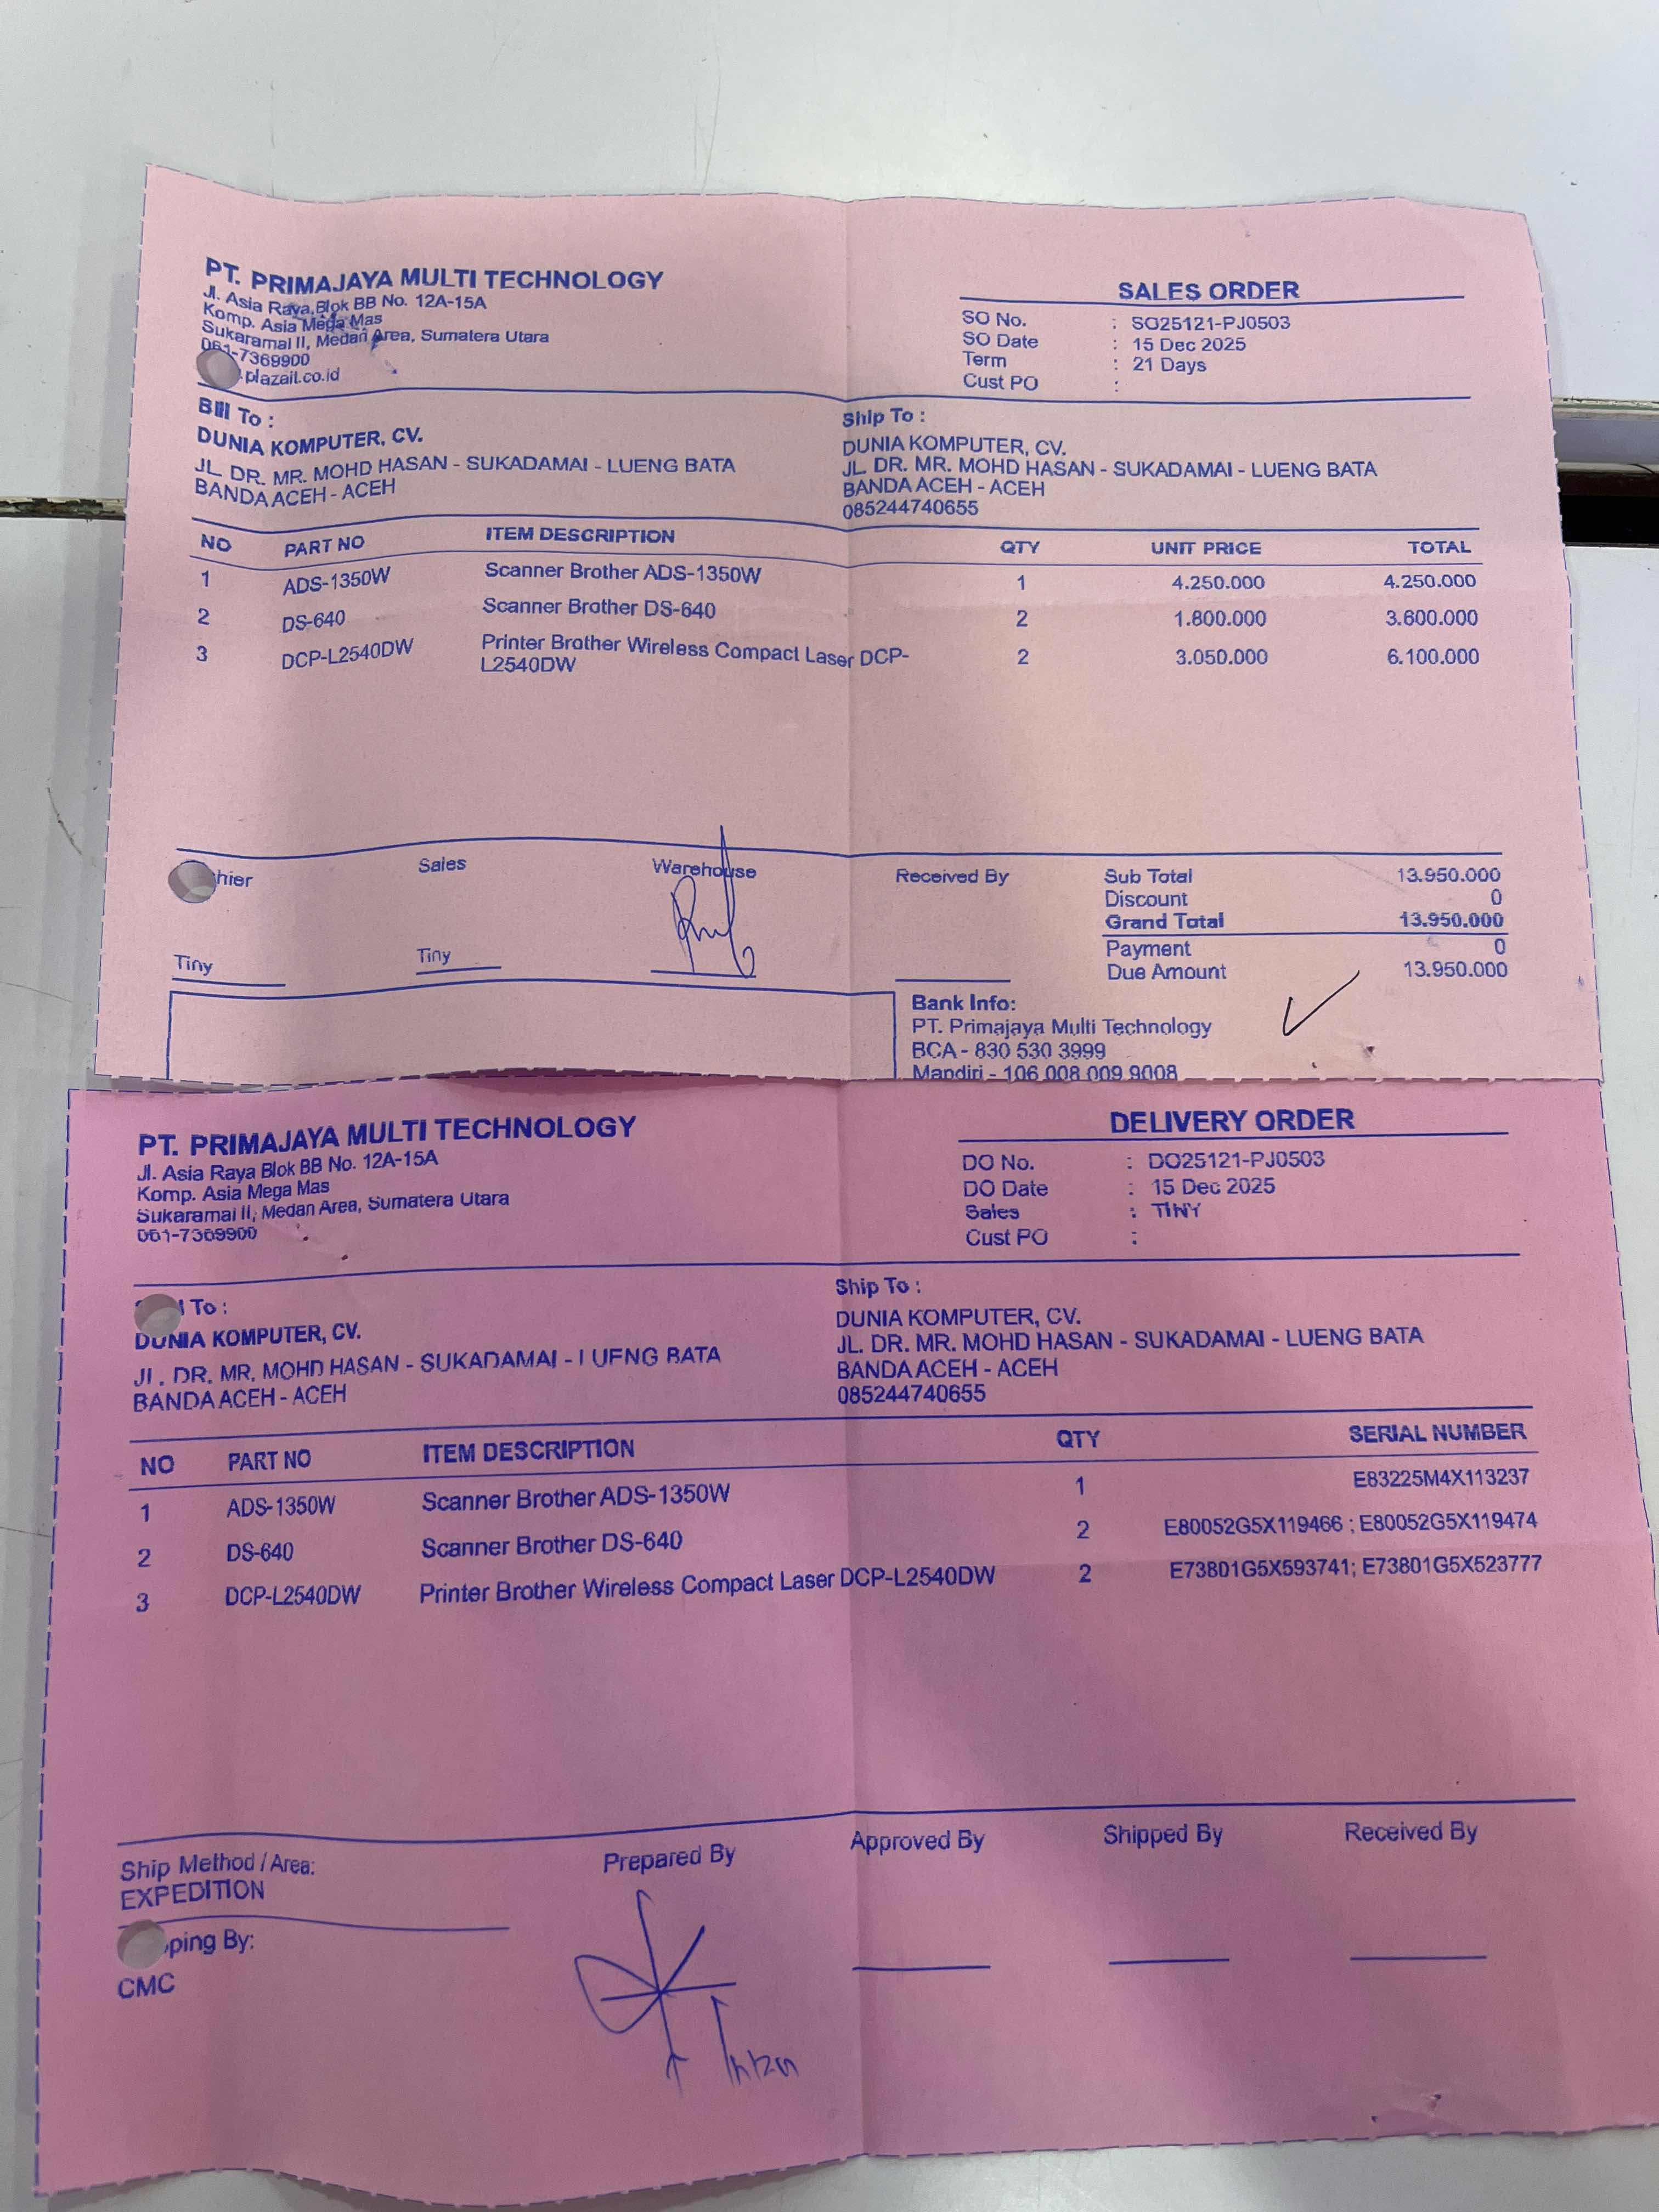 PT. PRIMAJAYA MULTI TECHNOLOGY
Jl. Asia Raya Blok BB No. 12A-15A
Komp. Asia Mega Mas
Sukaramai II, Medan Area, Sumatera Utara
061-7369900
.plazait.co.id
SALES ORDER
SO No. : SO25121-PJ0503
SO Date : 15 Dec 2025
Term : 21 Days
Cust PO :
Bill To :
DUNIA KOMPUTER, CV.
JL. DR. MR. MOHD HASAN - SUKADAMAI - LUENG BATA
BANDA ACEH - ACEH
Ship To :
DUNIA KOMPUTER, CV.
JL. DR. MR. MOHD HASAN - SUKADAMAI - LUENG BATA
BANDA ACEH - ACEH
085244740655
NO PART NO ITEM DESCRIPTION QTY UNIT PRICE TOTAL
1 ADS-1350W Scanner Brother ADS-1350W 1 4.250.000 4.250.000
2 DS-640 Scanner Brother DS-640 2 1.800.000 3.600.000
3 DCP-L2540DW Printer Brother Wireless Compact Laser DCP- 2 3.050.000 6.100.000
L2540DW
hier Sales Warehouse Received By
Tiny Tiny
Sub Total 13.950.000
Discount 0
Grand Total 13.950.000
Payment 0
Due Amount 13.950.000
Bank Info:
PT. Primajaya Multi Technology
BCA - 830 530 3999
Mandiri - 106 008 009 9008
PT. PRIMAJAYA MULTI TECHNOLOGY
Jl. Asia Raya Blok BB No. 12A-15A
Komp. Asia Mega Mas
Sukaramai II, Medan Area, Sumatera Utara
061-7369900
DELIVERY ORDER
DO No. : DO25121-PJ0503
DO Date : 15 Dec 2025
Sales : TINY
Cust PO :
To :
DUNIA KOMPUTER, CV.
JL. DR. MR. MOHD HASAN - SUKADAMAI - LUENG BATA
BANDA ACEH - ACEH
Ship To :
DUNIA KOMPUTER, CV.
JL. DR. MR. MOHD HASAN - SUKADAMAI - LUENG BATA
BANDA ACEH - ACEH
085244740655
NO PART NO ITEM DESCRIPTION QTY SERIAL NUMBER
1 ADS-1350W Scanner Brother ADS-1350W 1 E83225M4X113237
2 DS-640 Scanner Brother DS-640 2 E80052G5X119466 ; E80052G5X119474
3 DCP-L2540DW Printer Brother Wireless Compact Laser DCP-L2540DW 2 E73801G5X593741; E73801G5X523777
Ship Method / Area:
EXPEDITION
pping By:
CMC
Prepared By Approved By Shipped By Received By